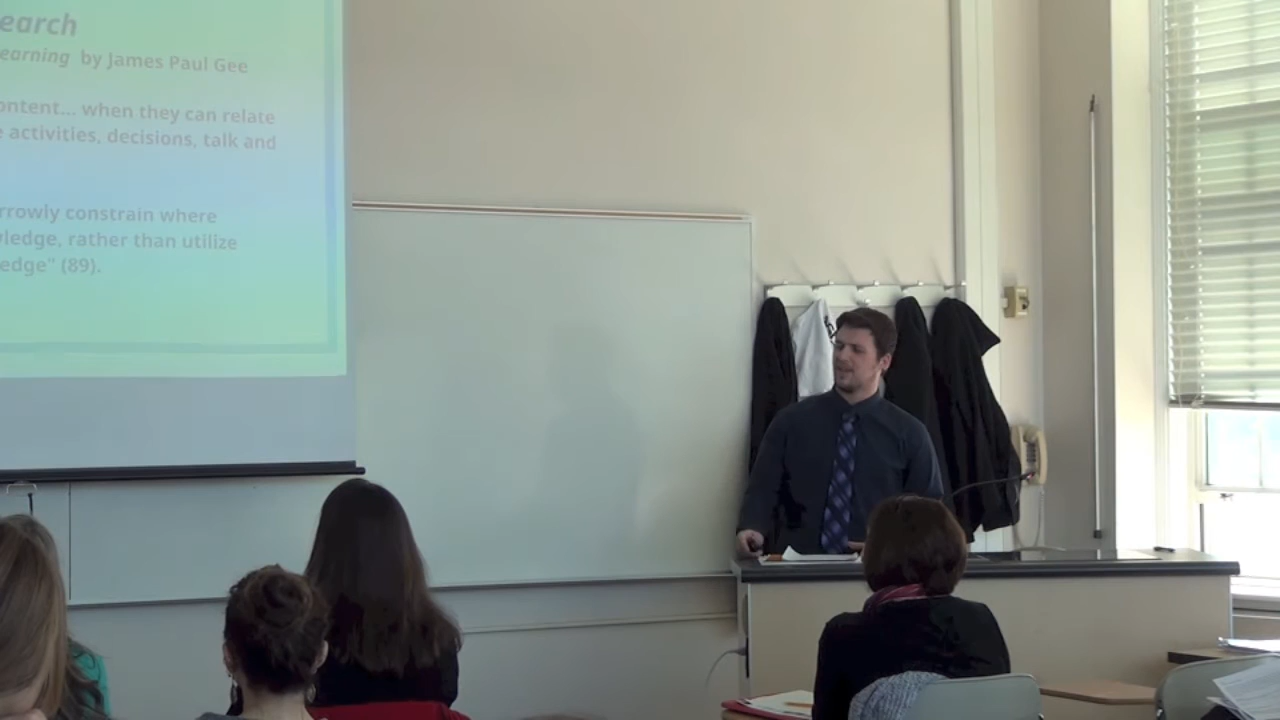 earch
earning by James Paul Gee
ontent... when they can relate
e activities, decisions, talk and
rrowly constrain where
ledge, rather than utilize
edge" (89).